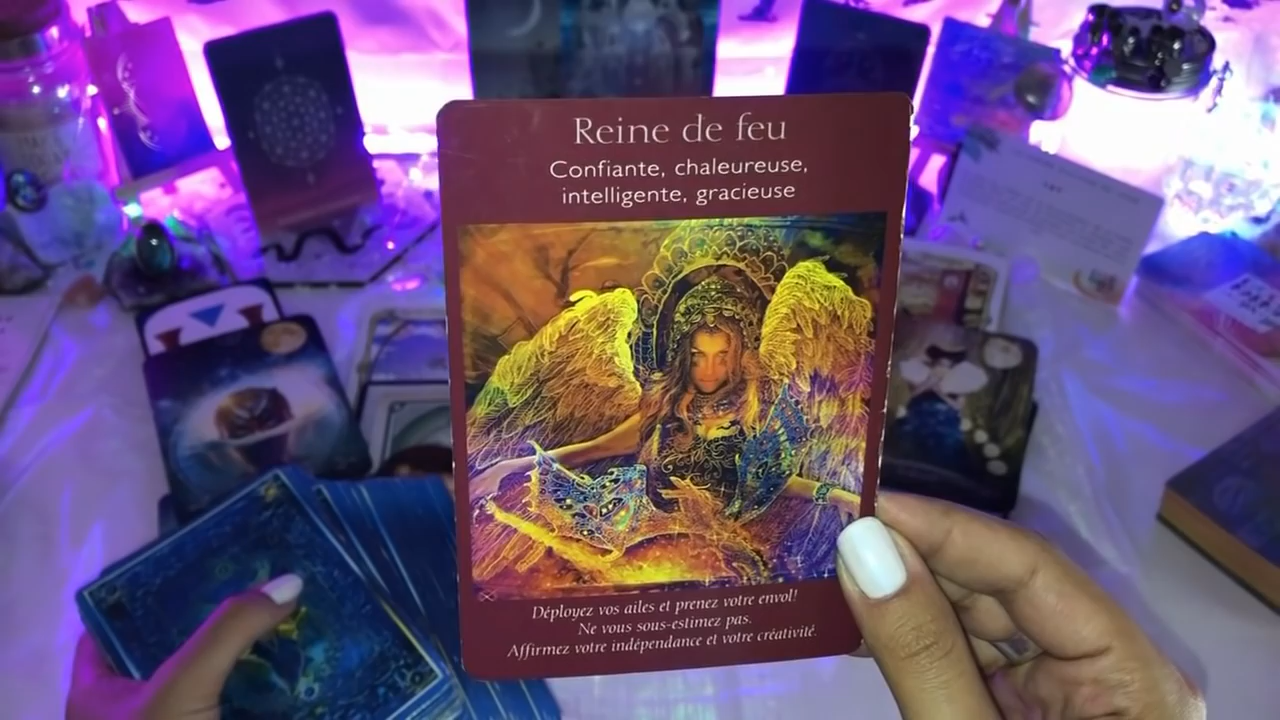 Reine de feu
Confiante, chaleureuse,
intelligente, gracieuse
Déployez vos ailes et prenez votre envol!
Ne vous sous-estimez pas.
Affirmez votre indépendance et votre créativité.